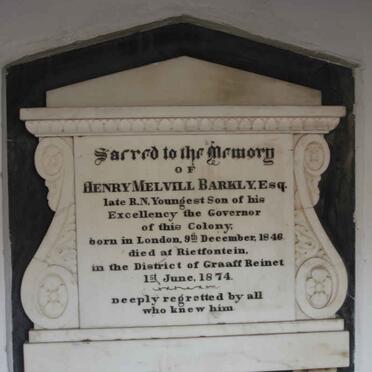 Sacred to the Memory
OF
HENRY MELVILL BARKLY, Esq.
late R.N. Youngest Son of his
Excellency the Governor
of this Colony,
born in London, 9th December, 1846
died at Rietfontein,
in the District of Graaff Reinet
1st June, 1874.
Deeply regretted by all
who knew him